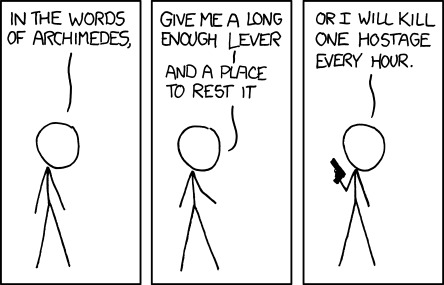 IN THE WORDS
OF ARCHIMEDES,
GIVE ME A LONG
ENOUGH LEVER
AND A PLACE
TO REST IT
OR I WILL KILL
ONE HOSTAGE
EVERY HOUR.